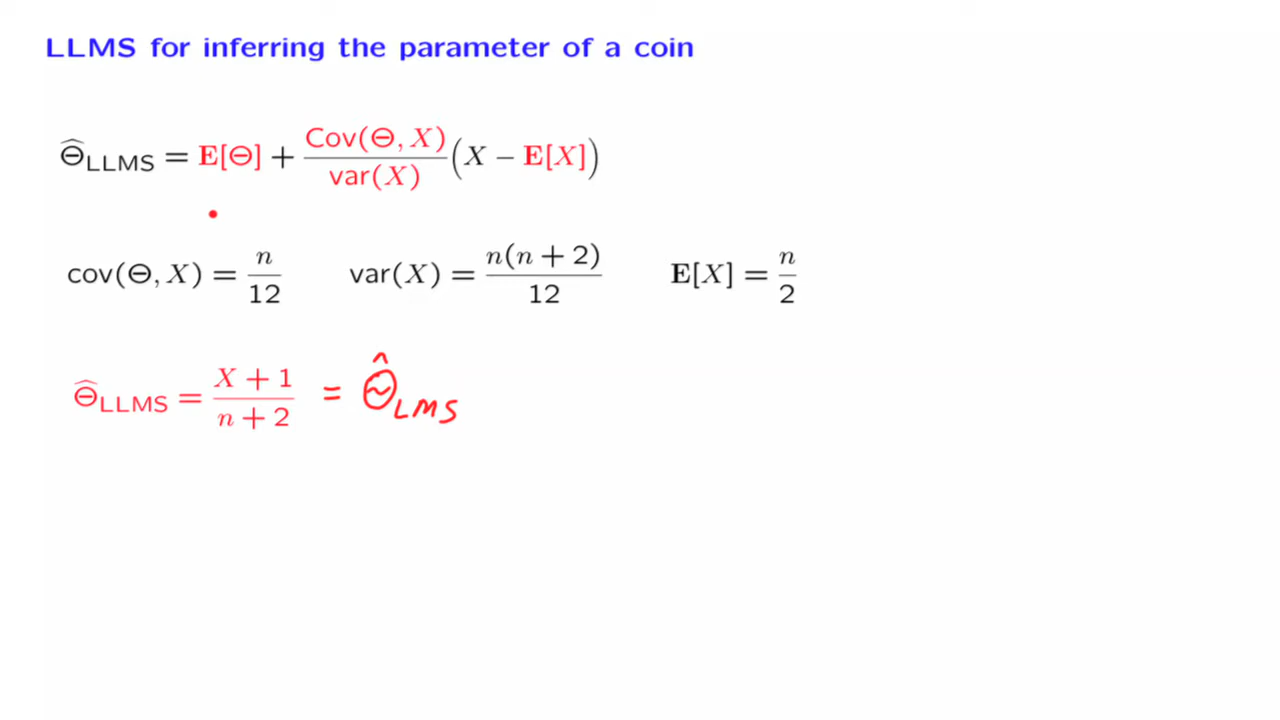 LLMS for inferring the parameter of a coin
Θ̂_LLMS = E[Θ] + Cov(Θ, X)/var(X) (X − E[X])
cov(Θ, X) = n/12    var(X) = n(n + 2)/12    E[X] = n/2
Θ̂_LLMS = (X + 1)/(n + 2) = Θ̂_LMS